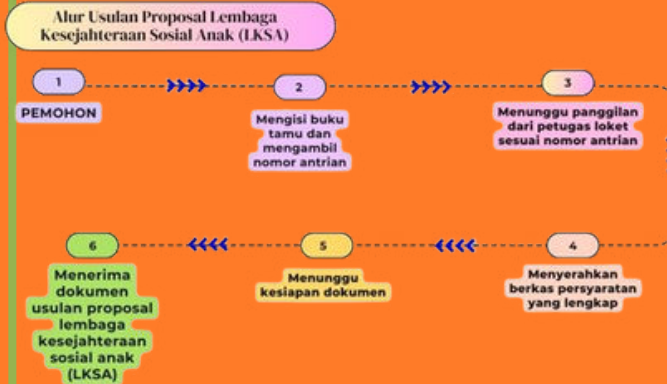 Alur Usulan Proposal Lembaga
Kesejahteraan Sosial Anak (LKSA)
1
PEMOHON
2
Mengisi buku
tamu dan
mengambil
nomor antrian
3
Menunggu panggilan
dari petugas loket
sesuai nomor antrian
4
Menyerahkan
berkas persyaratan
yang lengkap
5
Menunggu
kesiapan dokumen
6
Menerima
dokumen
usulan proposal
lembaga
kesejahteraan
sosial anak
(LKSA)